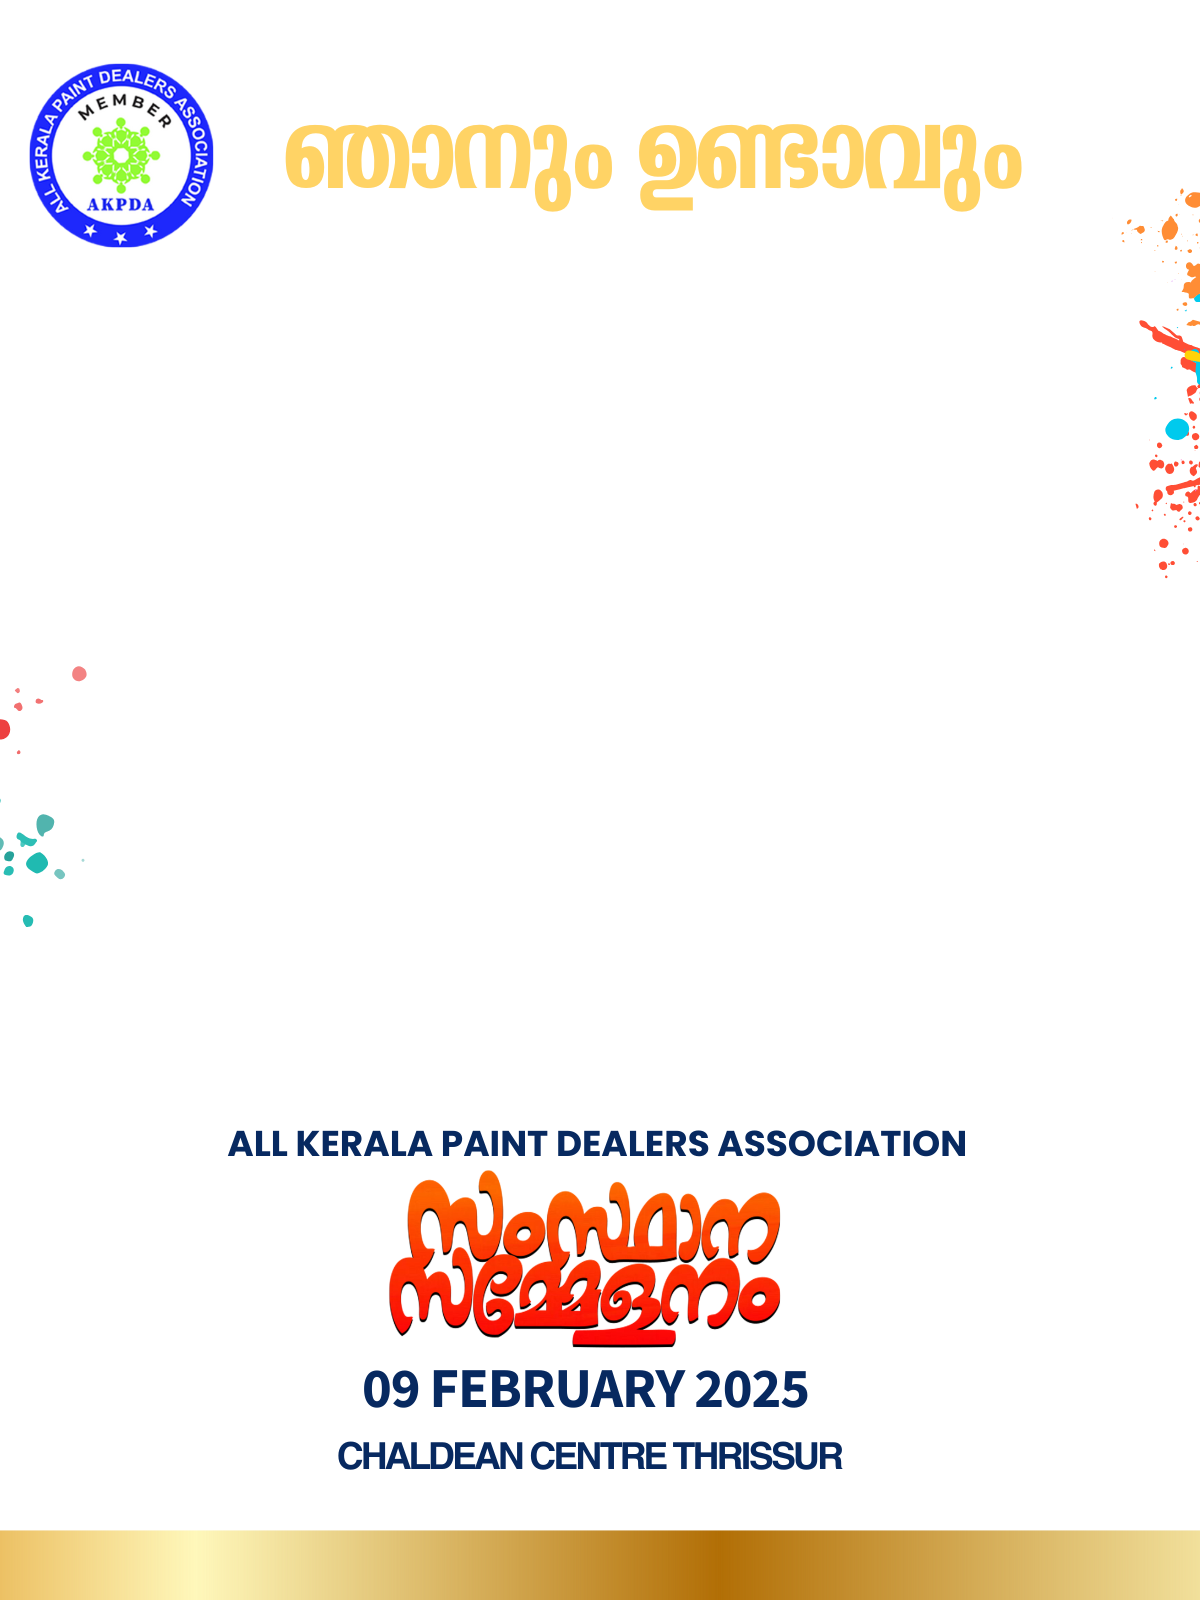 ALL KERALA PAINT DEALERS ASSOCIATION
MEMBER
AKPDA
ഞാനും ഉണ്ടാവും
ALL KERALA PAINT DEALERS ASSOCIATION
സംസ്ഥാന
സമ്മേളനം
09 FEBRUARY 2025
CHALDEAN CENTRE THRISSUR